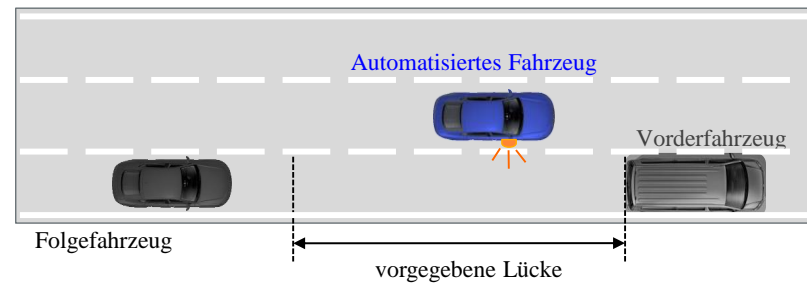 Automatisiertes Fahrzeug
Vorderfahrzeug
Folgefahrzeug
vorgegebene Lücke